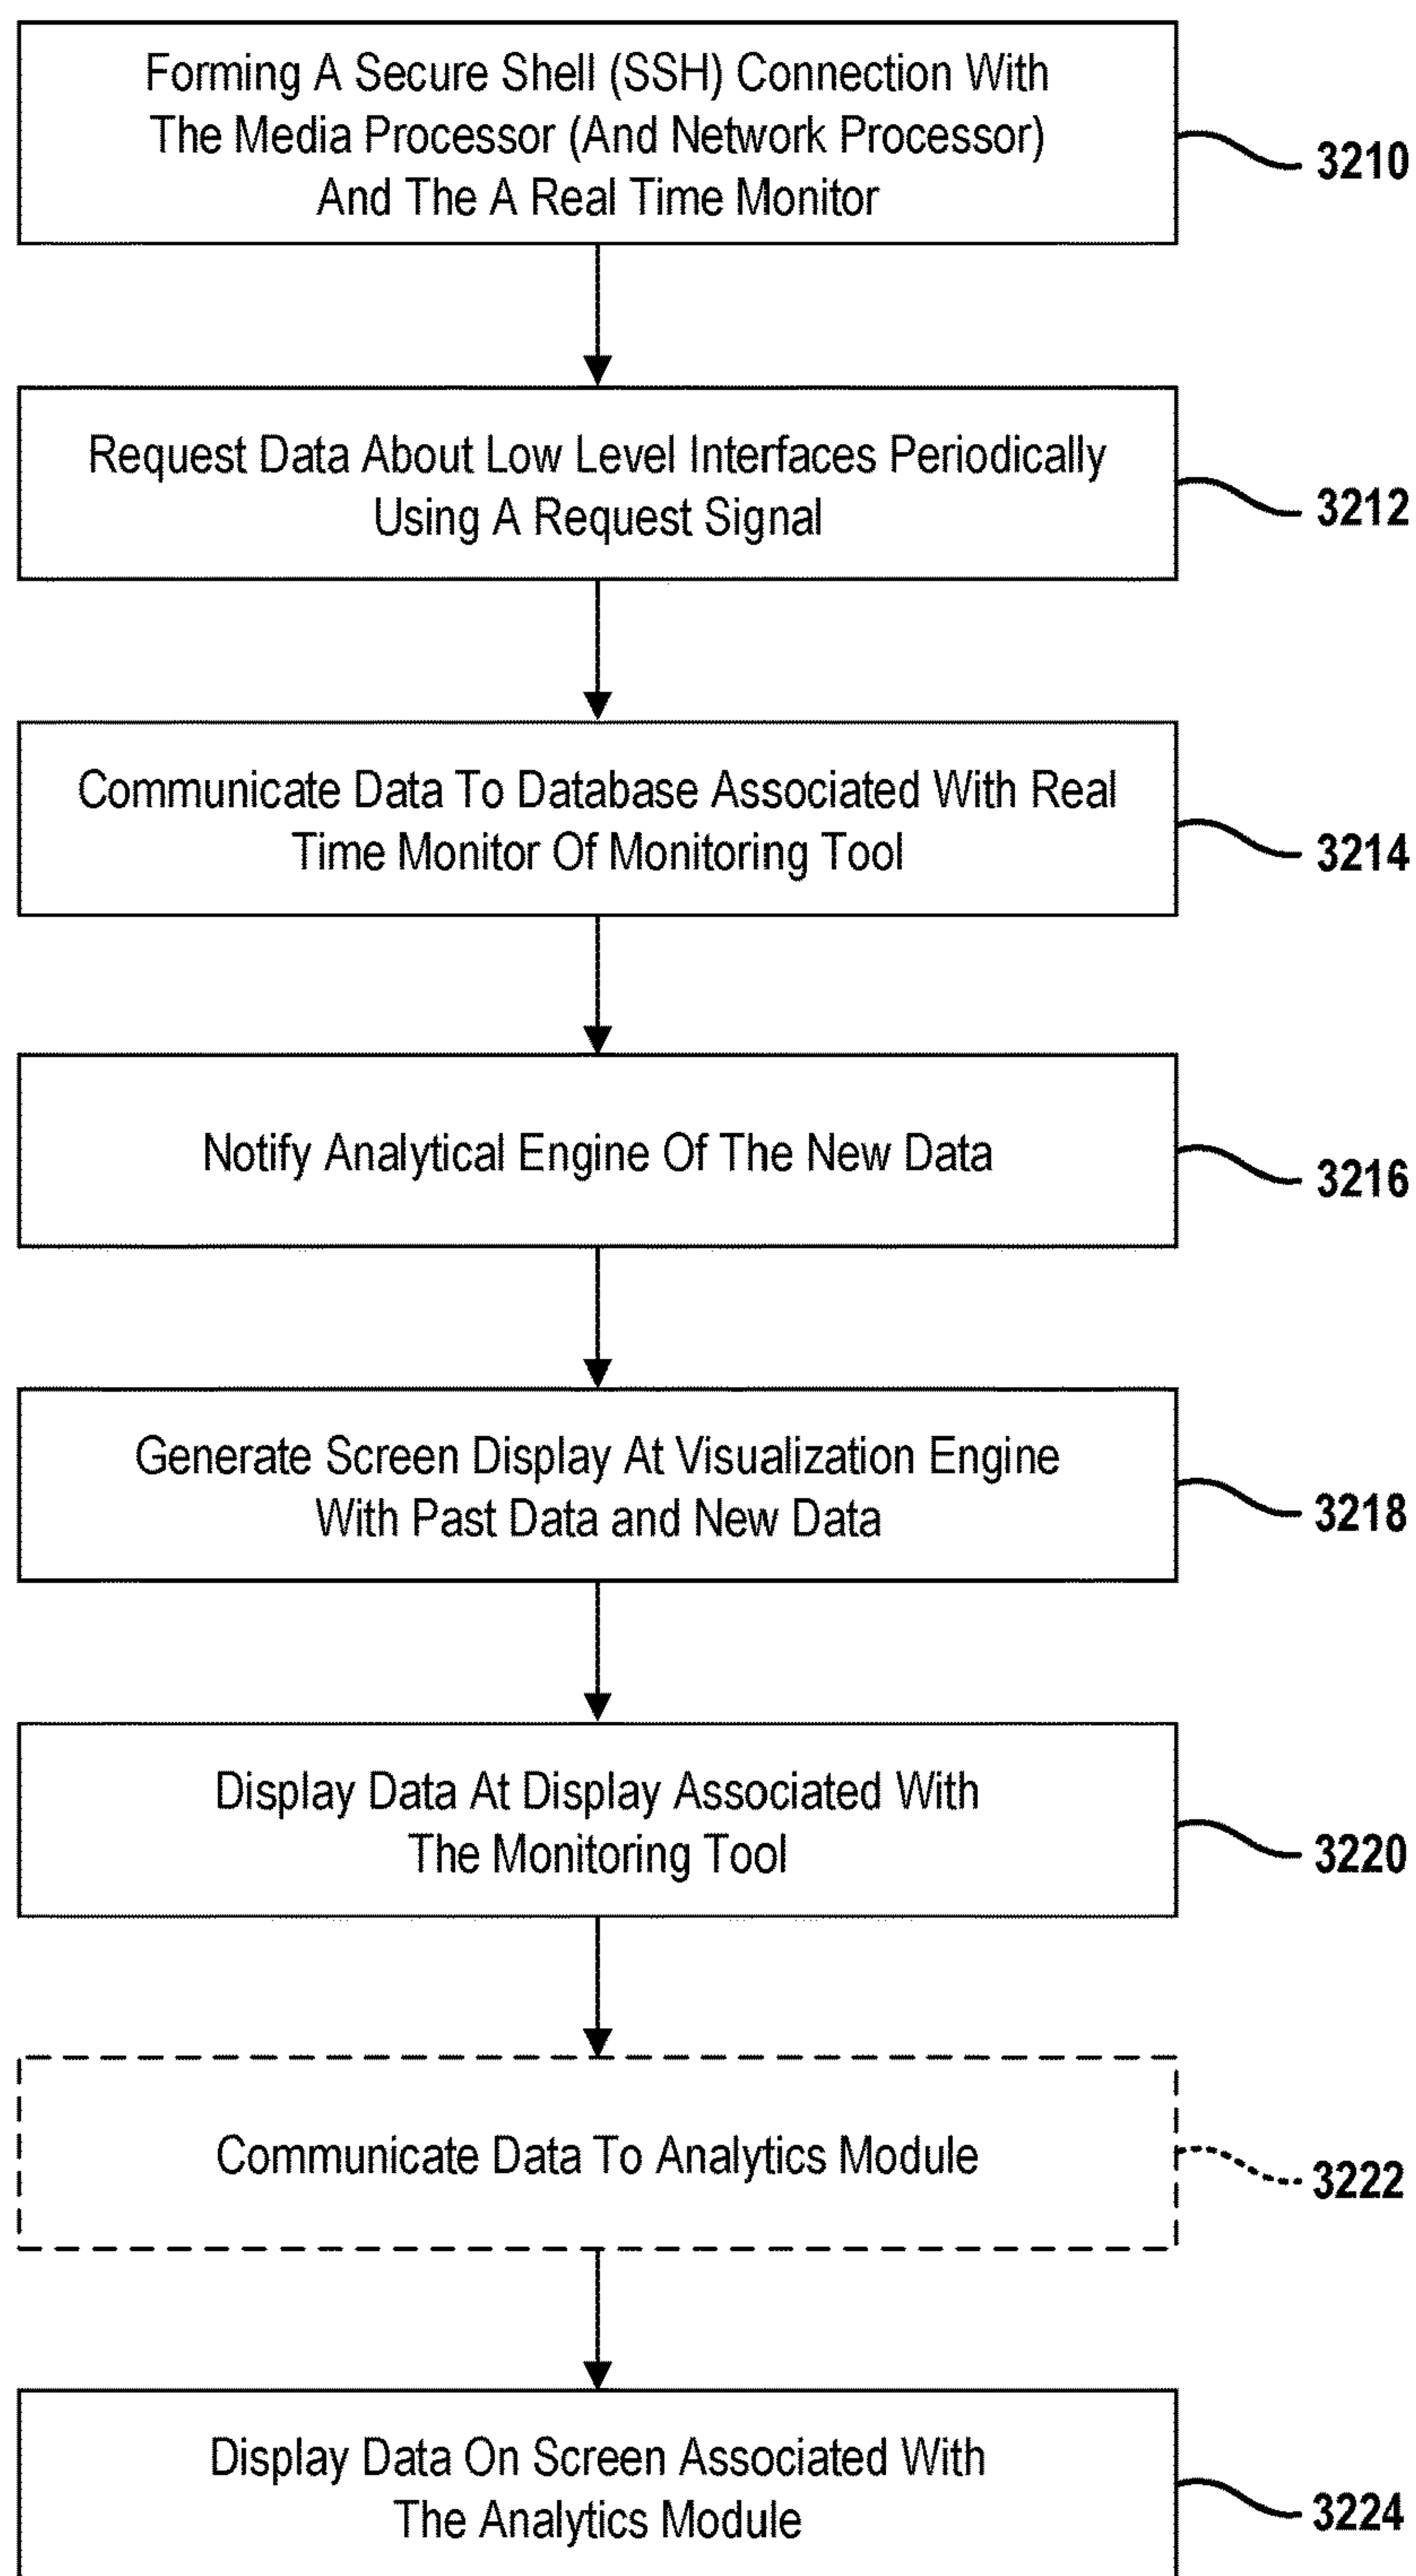 Forming A Secure Shell (SSH) Connection With
The Media Processor (And Network Processor)
And The A Real Time Monitor
3210
Request Data About Low Level Interfaces Periodically
Using A Request Signal
3212
Communicate Data To Database Associated With Real
Time Monitor Of Monitoring Tool
3214
Notify Analytical Engine Of The New Data
3216
Generate Screen Display At Visualization Engine
With Past Data and New Data
3218
Display Data At Display Associated With
The Monitoring Tool
3220
Communicate Data To Analytics Module
3222
Display Data On Screen Associated With
The Analytics Module
3224